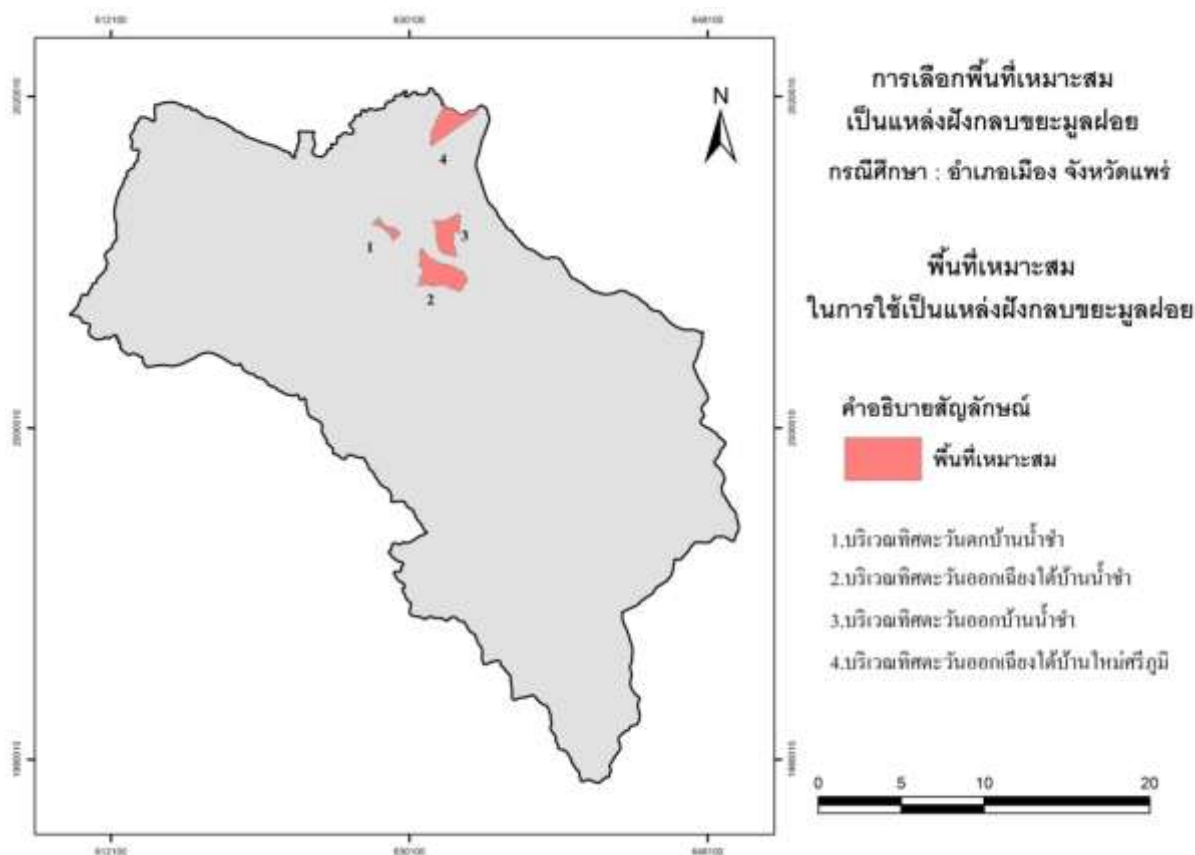 612100 630100 648100
2020010 2020010
N
4
1
3
2
2000010 2000010
612100 630100 648100
การเลือกพื้นที่เหมาะสม
เป็นแหล่งฝังกลบขยะมูลฝอย
กรณีศึกษา : อำเภอเมือง จังหวัดแพร่
พื้นที่เหมาะสม
ในการใช้เป็นแหล่งฝังกลบขยะมูลฝอย
คำอธิบายสัญลักษณ์
พื้นที่เหมาะสม
1.บริเวณทิศตะวันตกบ้านน้ำชำ
2.บริเวณทิศตะวันออกเฉียงใต้บ้านน้ำชำ
3.บริเวณทิศตะวันออกบ้านน้ำชำ
4.บริเวณทิศตะวันออกเฉียงใต้บ้านใหม่ศรีภูมิ
0 5 10 20